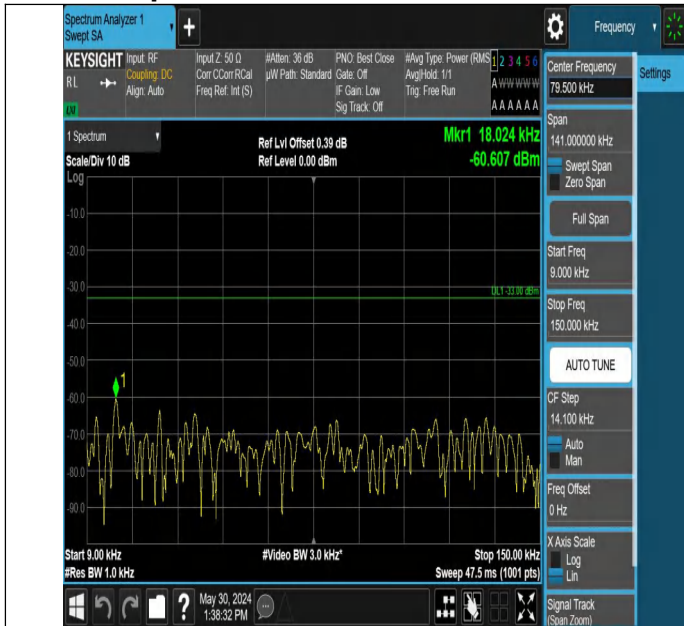 Spectrum Analyzer 1
Swept SA
Frequency
KEYSIGHT
RL
Input: RF
Coupling: DC
Align: Auto
Input Z: 50 Ω
Corr CCorr RCal
Freq Ref: Int (S)
#Atten: 36 dB
µW Path: Standard
PNO: Best Close
Gate: Off
IF Gain: Low
Sig Track: Off
#Avg Type: Power (RMS
Avg|Hold: 1/1
Trig: Free Run
1 2 3 4 5 6
A W W W W W
A A A A A A
1 Spectrum
Scale/Div 10 dB
Log
Ref Lvl Offset 0.39 dB
Ref Level 0.00 dBm
Mkr1 18.024 kHz
-60.607 dBm
-10.0
-20.0
-30.0
DL1 -33.00 dBm
-40.0
-50.0
1
-60.0
-70.0
-80.0
-90.0
Start 9.00 kHz
#Res BW 1.0 kHz
#Video BW 3.0 kHz*
Stop 150.00 kHz
Sweep 47.5 ms (1001 pts)
?
May 30, 2024
1:38:32 PM
Center Frequency
79.500 kHz
Settings
Span
141.000000 kHz
Swept Span
Zero Span
Full Span
Start Freq
9.000 kHz
Stop Freq
150.000 kHz
AUTO TUNE
CF Step
14.100 kHz
Auto
Man
Freq Offset
0 Hz
X Axis Scale
Log
Lin
Signal Track
(Span Zoom)